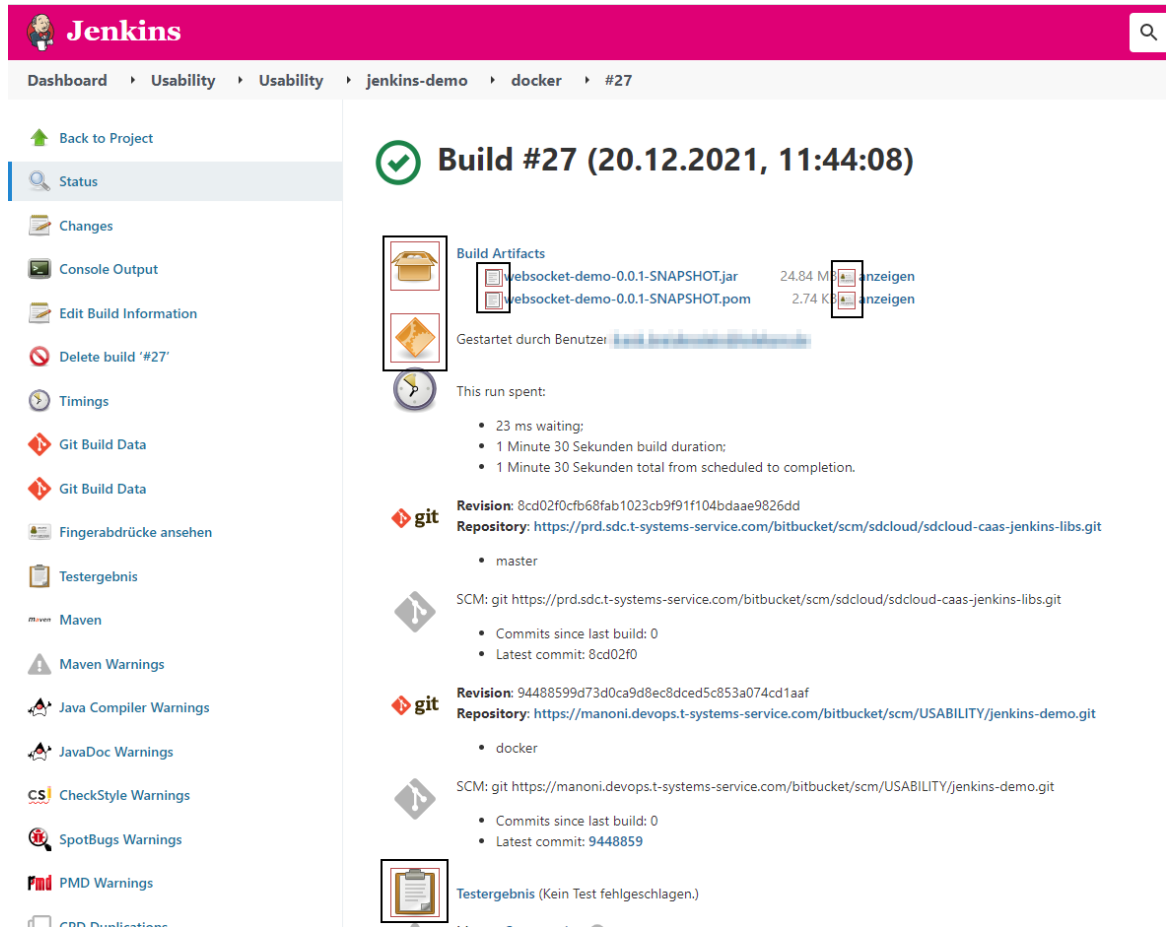 Jenkins
Dashboard Usability Usability jenkins-demo docker #27
Back to Project
Status
Changes
Console Output
Edit Build Information
Delete build '#27'
Timings
Git Build Data
Git Build Data
Fingerabdrücke ansehen
Testergebnis
Maven
Maven Warnings
Java Compiler Warnings
JavaDoc Warnings
CheckStyle Warnings
SpotBugs Warnings
PMD Warnings
CPD Duplications
Build #27 (20.12.2021, 11:44:08)
Build Artifacts
websocket-demo-0.0.1-SNAPSHOT.jar 24.84 MB anzeigen
websocket-demo-0.0.1-SNAPSHOT.pom 2.74 KB anzeigen
Gestartet durch Benutzer
This run spent:
23 ms waiting;
1 Minute 30 Sekunden build duration;
1 Minute 30 Sekunden total from scheduled to completion.
git
Revision: 8cd02f0cfb68fab1023cb9f91f104bdaae9826dd
Repository: https://prd.sdc.t-systems-service.com/bitbucket/scm/sdcloud/sdcloud-caas-jenkins-libs.git
master
SCM: git https://prd.sdc.t-systems-service.com/bitbucket/scm/sdcloud/sdcloud-caas-jenkins-libs.git
Commits since last build: 0
Latest commit: 8cd02f0
git
Revision: 94488599d73d0ca9d8ec8dced5c853a074cd1aaf
Repository: https://manoni.devops.t-systems-service.com/bitbucket/scm/USABILITY/jenkins-demo.git
docker
SCM: git https://manoni.devops.t-systems-service.com/bitbucket/scm/USABILITY/jenkins-demo.git
Commits since last build: 0
Latest commit: 9448859
Testergebnis (Kein Test fehlgeschlagen.)